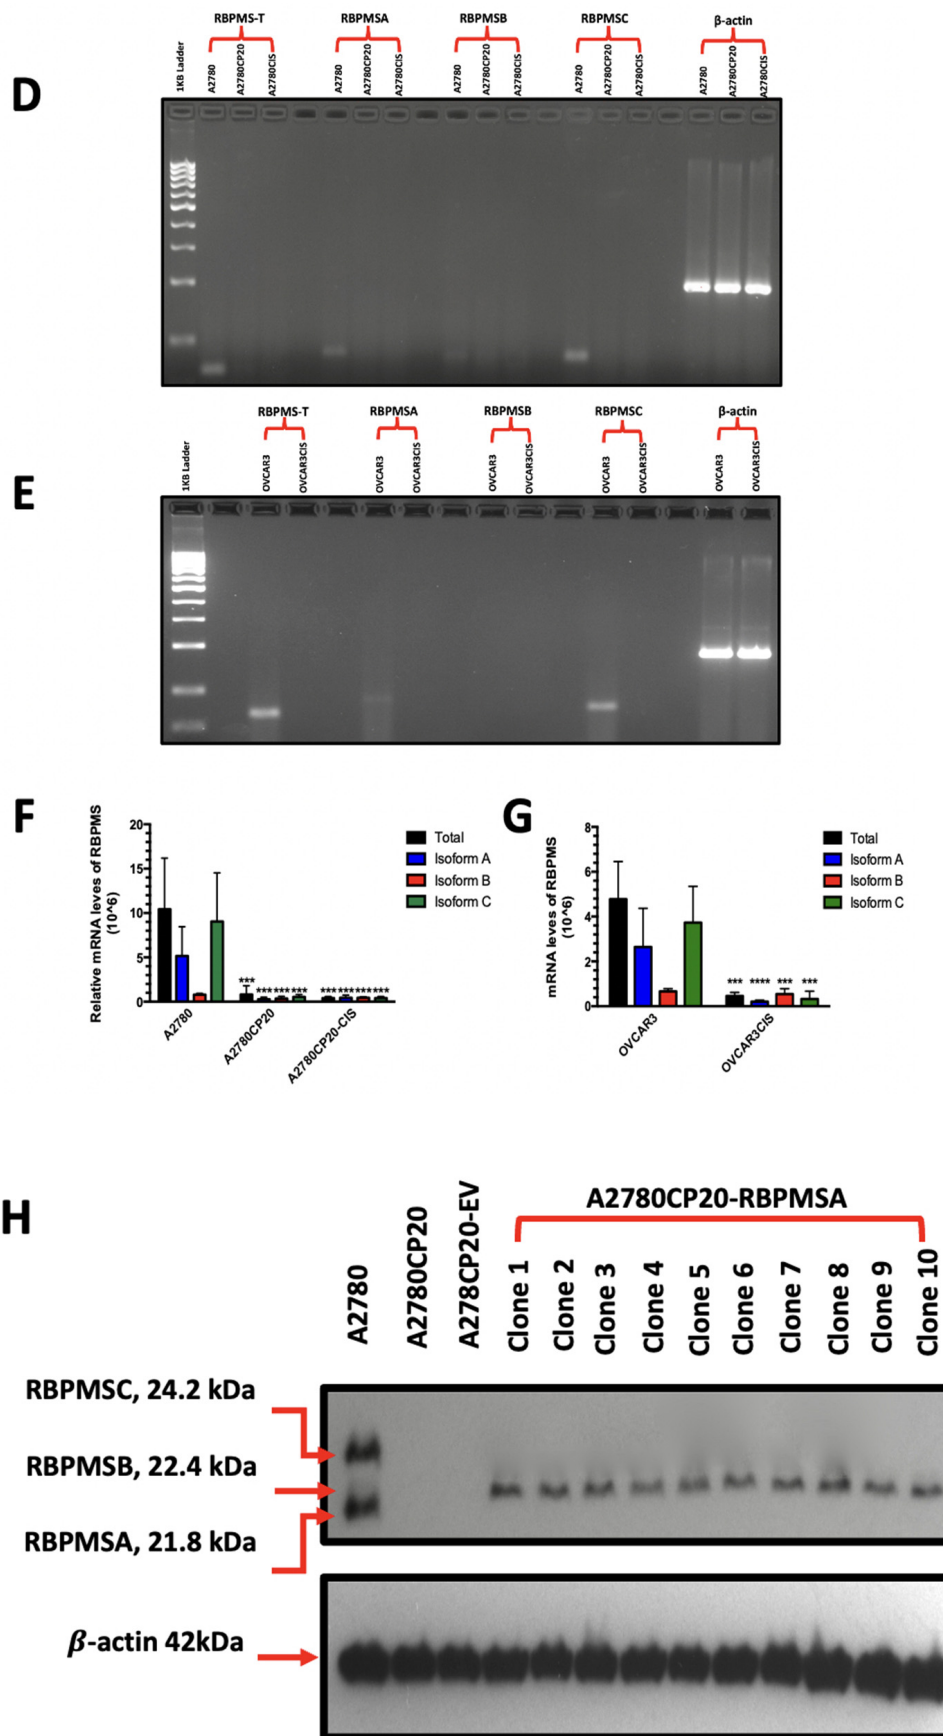 RBPMS-T RBPMSA RBPMSB RBPMSC β-actin
1KB Ladder A2780 A2780CP20 A2780CIS A2780 A2780CP20 A2780CIS A2780 A2780CP20 A2780CIS A2780 A2780CP20 A2780CIS A2780 A2780CP20 A2780CIS
D
RBPMS-T RBPMSA RBPMSB RBPMSC β-actin
1KB Ladder OVCAR3 OVCAR3CIS OVCAR3 OVCAR3CIS OVCAR3 OVCAR3CIS OVCAR3 OVCAR3CIS OVCAR3 OVCAR3CIS
E
F
Relative mRNA leves of RBPMS
(10^6)
20
15
10
5
0
*** *** *** *** *** *** *** ***
A2780 A2780CP20 A2780CP20-CIS
Total
Isoform A
Isoform B
Isoform C
G
mRNA leves of RBPMS
(10^6)
8
6
4
2
0
*** **** *** ***
OVCAR3 OVCAR3CIS
Total
Isoform A
Isoform B
Isoform C
H
A2780CP20-RBPMSA
A2780 A2780CP20 A278CP20-EV Clone 1 Clone 2 Clone 3 Clone 4 Clone 5 Clone 6 Clone 7 Clone 8 Clone 9 Clone 10
RBPMSC, 24.2 kDa
RBPMSB, 22.4 kDa
RBPMSA, 21.8 kDa
β-actin 42kDa